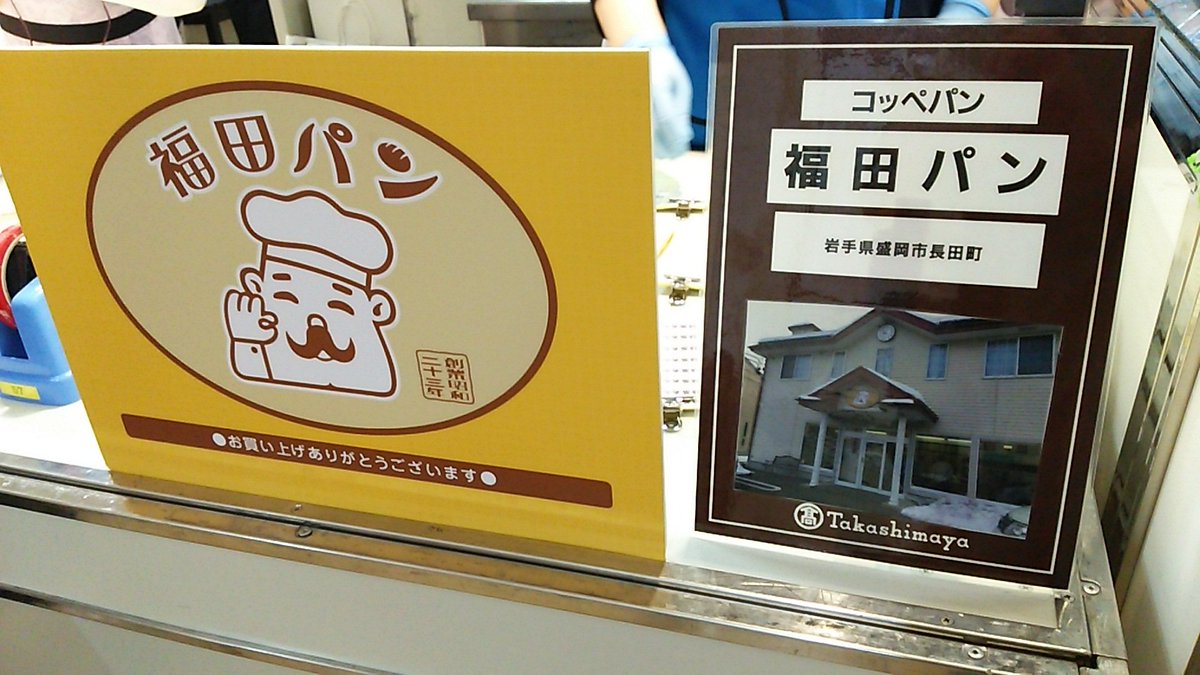 福田パン
創業昭和
二十三年
●お買い上げありがとうございます●
コッペパン
福田パン
岩手県盛岡市長田町
髙 Takashimaya